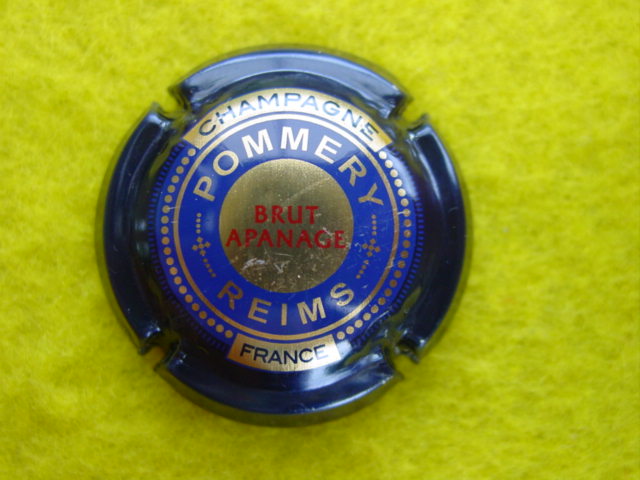 CHAMPAGNE
POMMERY
BRUT
APANAGE
REIMS
FRANCE